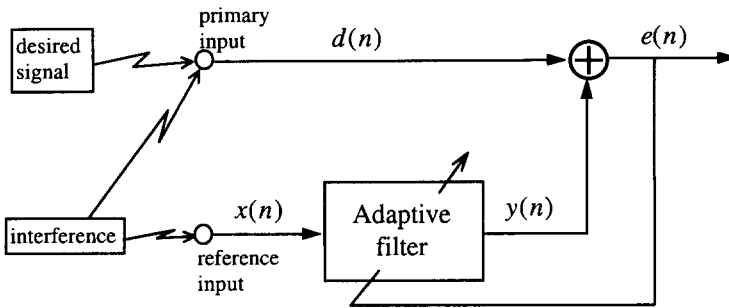 primary
input
desired
signal
d(n)
e(n)
interference
x(n)
reference
input
Adaptive
filter
y(n)